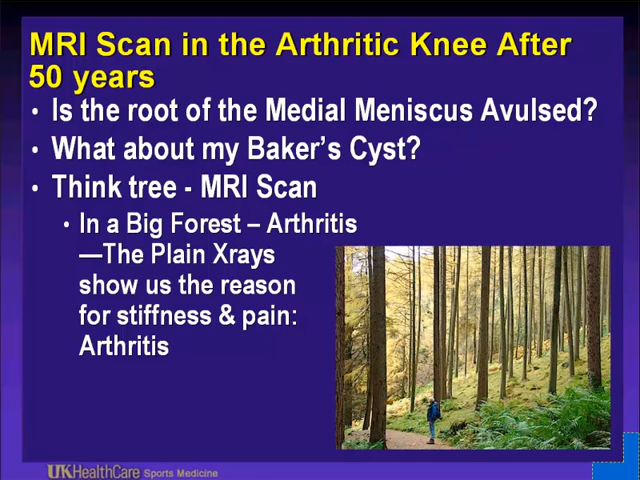 MRI Scan in the Arthritic Knee After
50 years
• Is the root of the Medial Meniscus Avulsed?
• What about my Baker's Cyst?
• Think tree - MRI Scan
• In a Big Forest – Arthritis
—The Plain Xrays
show us the reason
for stiffness & pain:
Arthritis
UKHealthCare Sports Medicine